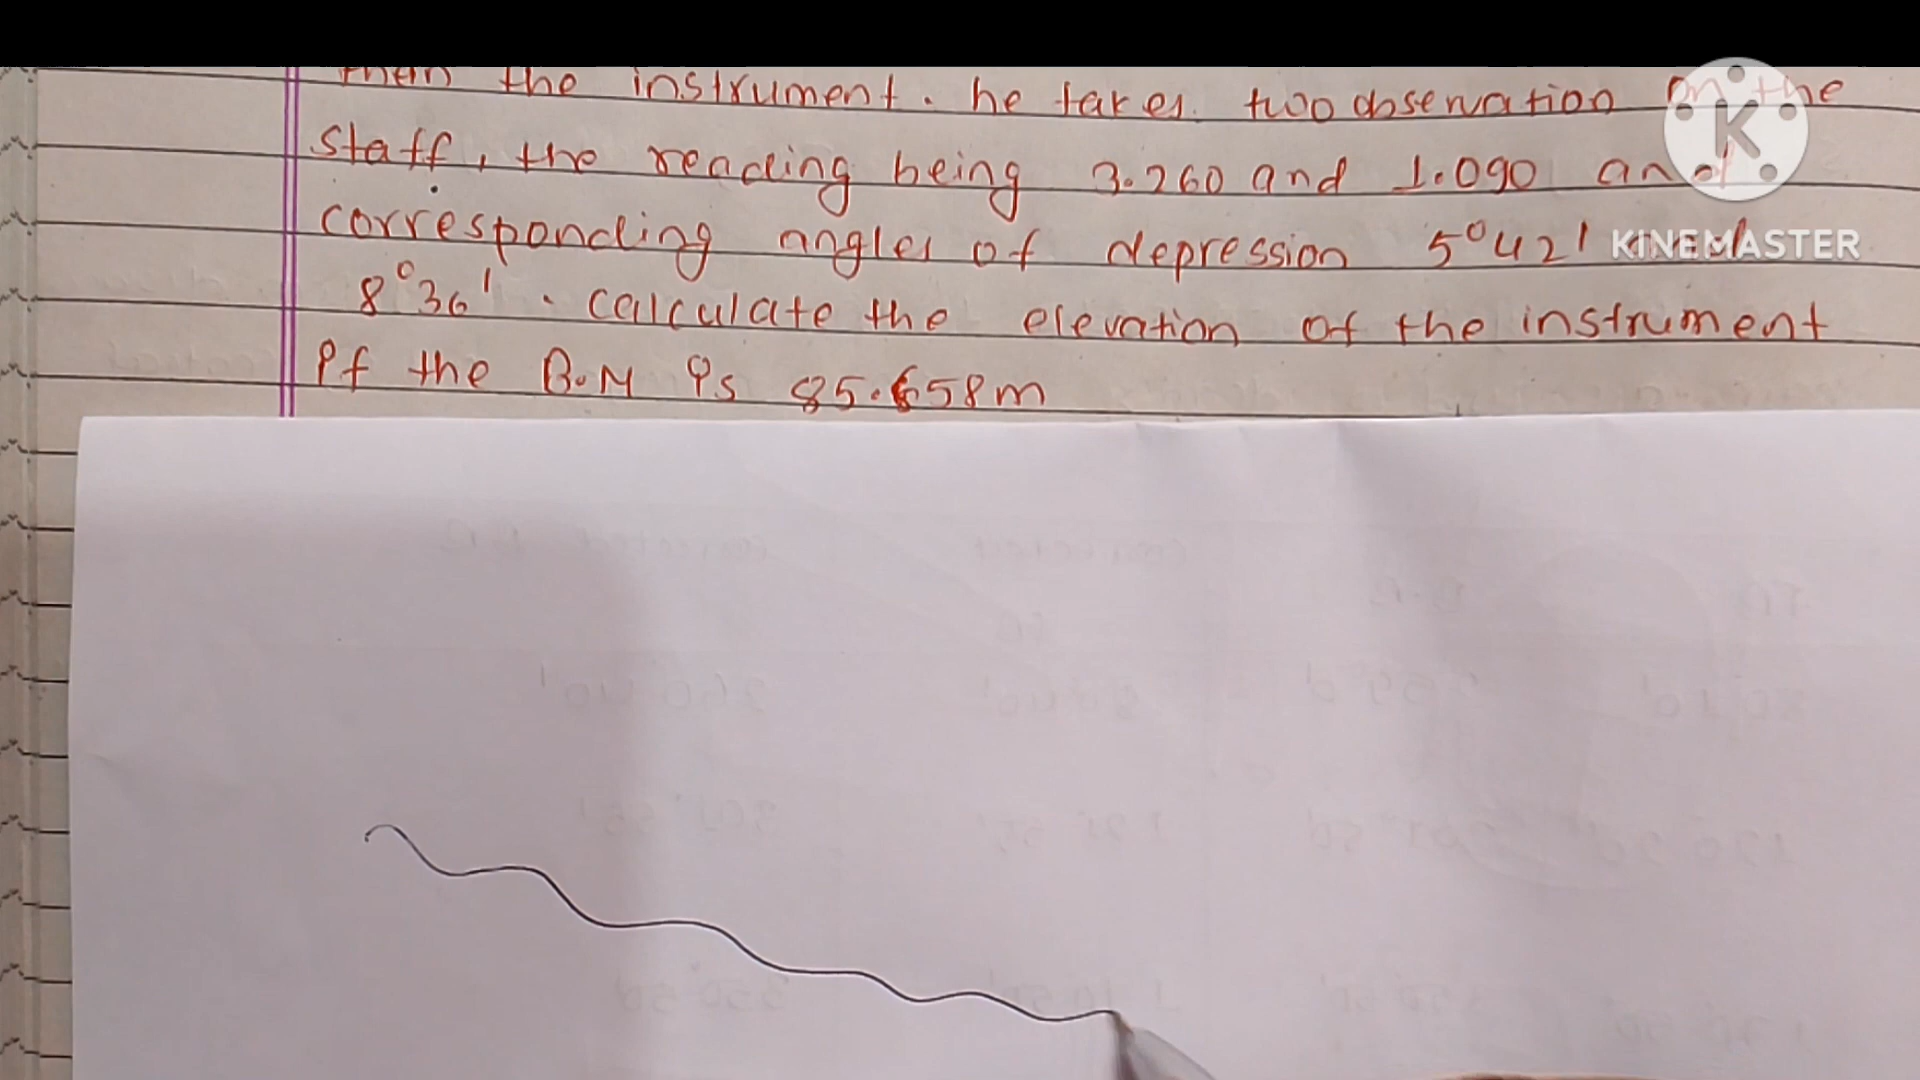 than the instrument. he takes two observation on the
staff, the reading being 3.260 and 1.090 and
corresponding angles of depression 5°42' and
8°36'. calculate the elevation of the instrument
if the B.M is 85.658m
KINEMASTER